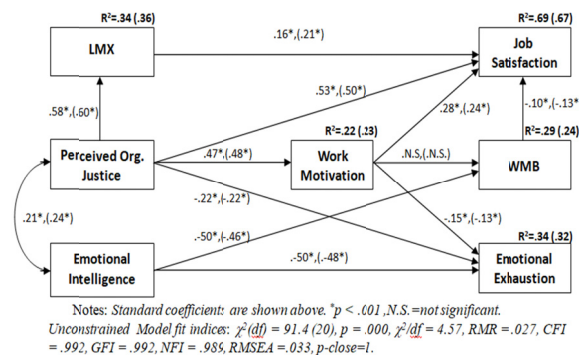 R²=.34 (.36)
R²=.69 (.67)
LMX
.16*,(.21*)
Job
Satisfaction
.58*,(.60*)
.53*,(.50*)
.28*,(.24*)
-.10*,(-.13*
R²=.22 (.23)
R²=.29 (.24)
Perceived Org.
Justice
.47*,(.48*)
Work
Motivation
.N.S,(.N.S.)
WMB
-.22*,(-.22*)
.21*,(.24*)
-.15*,(-.13*)
-.50*(-.46*)
R²=.34 (.32)
Emotional
Intelligence
-.50*,(-.48*)
Emotional
Exhaustion
Notes: Standard coefficient: are shown above. *p < .001 ,N.S.=not significant.
Unconstrained Model fit indices: χ²(df) = 91.4 (20), p = .000, χ²/df = 4.57, RMR =.027, CFI
=.992, GFI = .992, NFI = .989, RMSEA =.033, p-close=1.